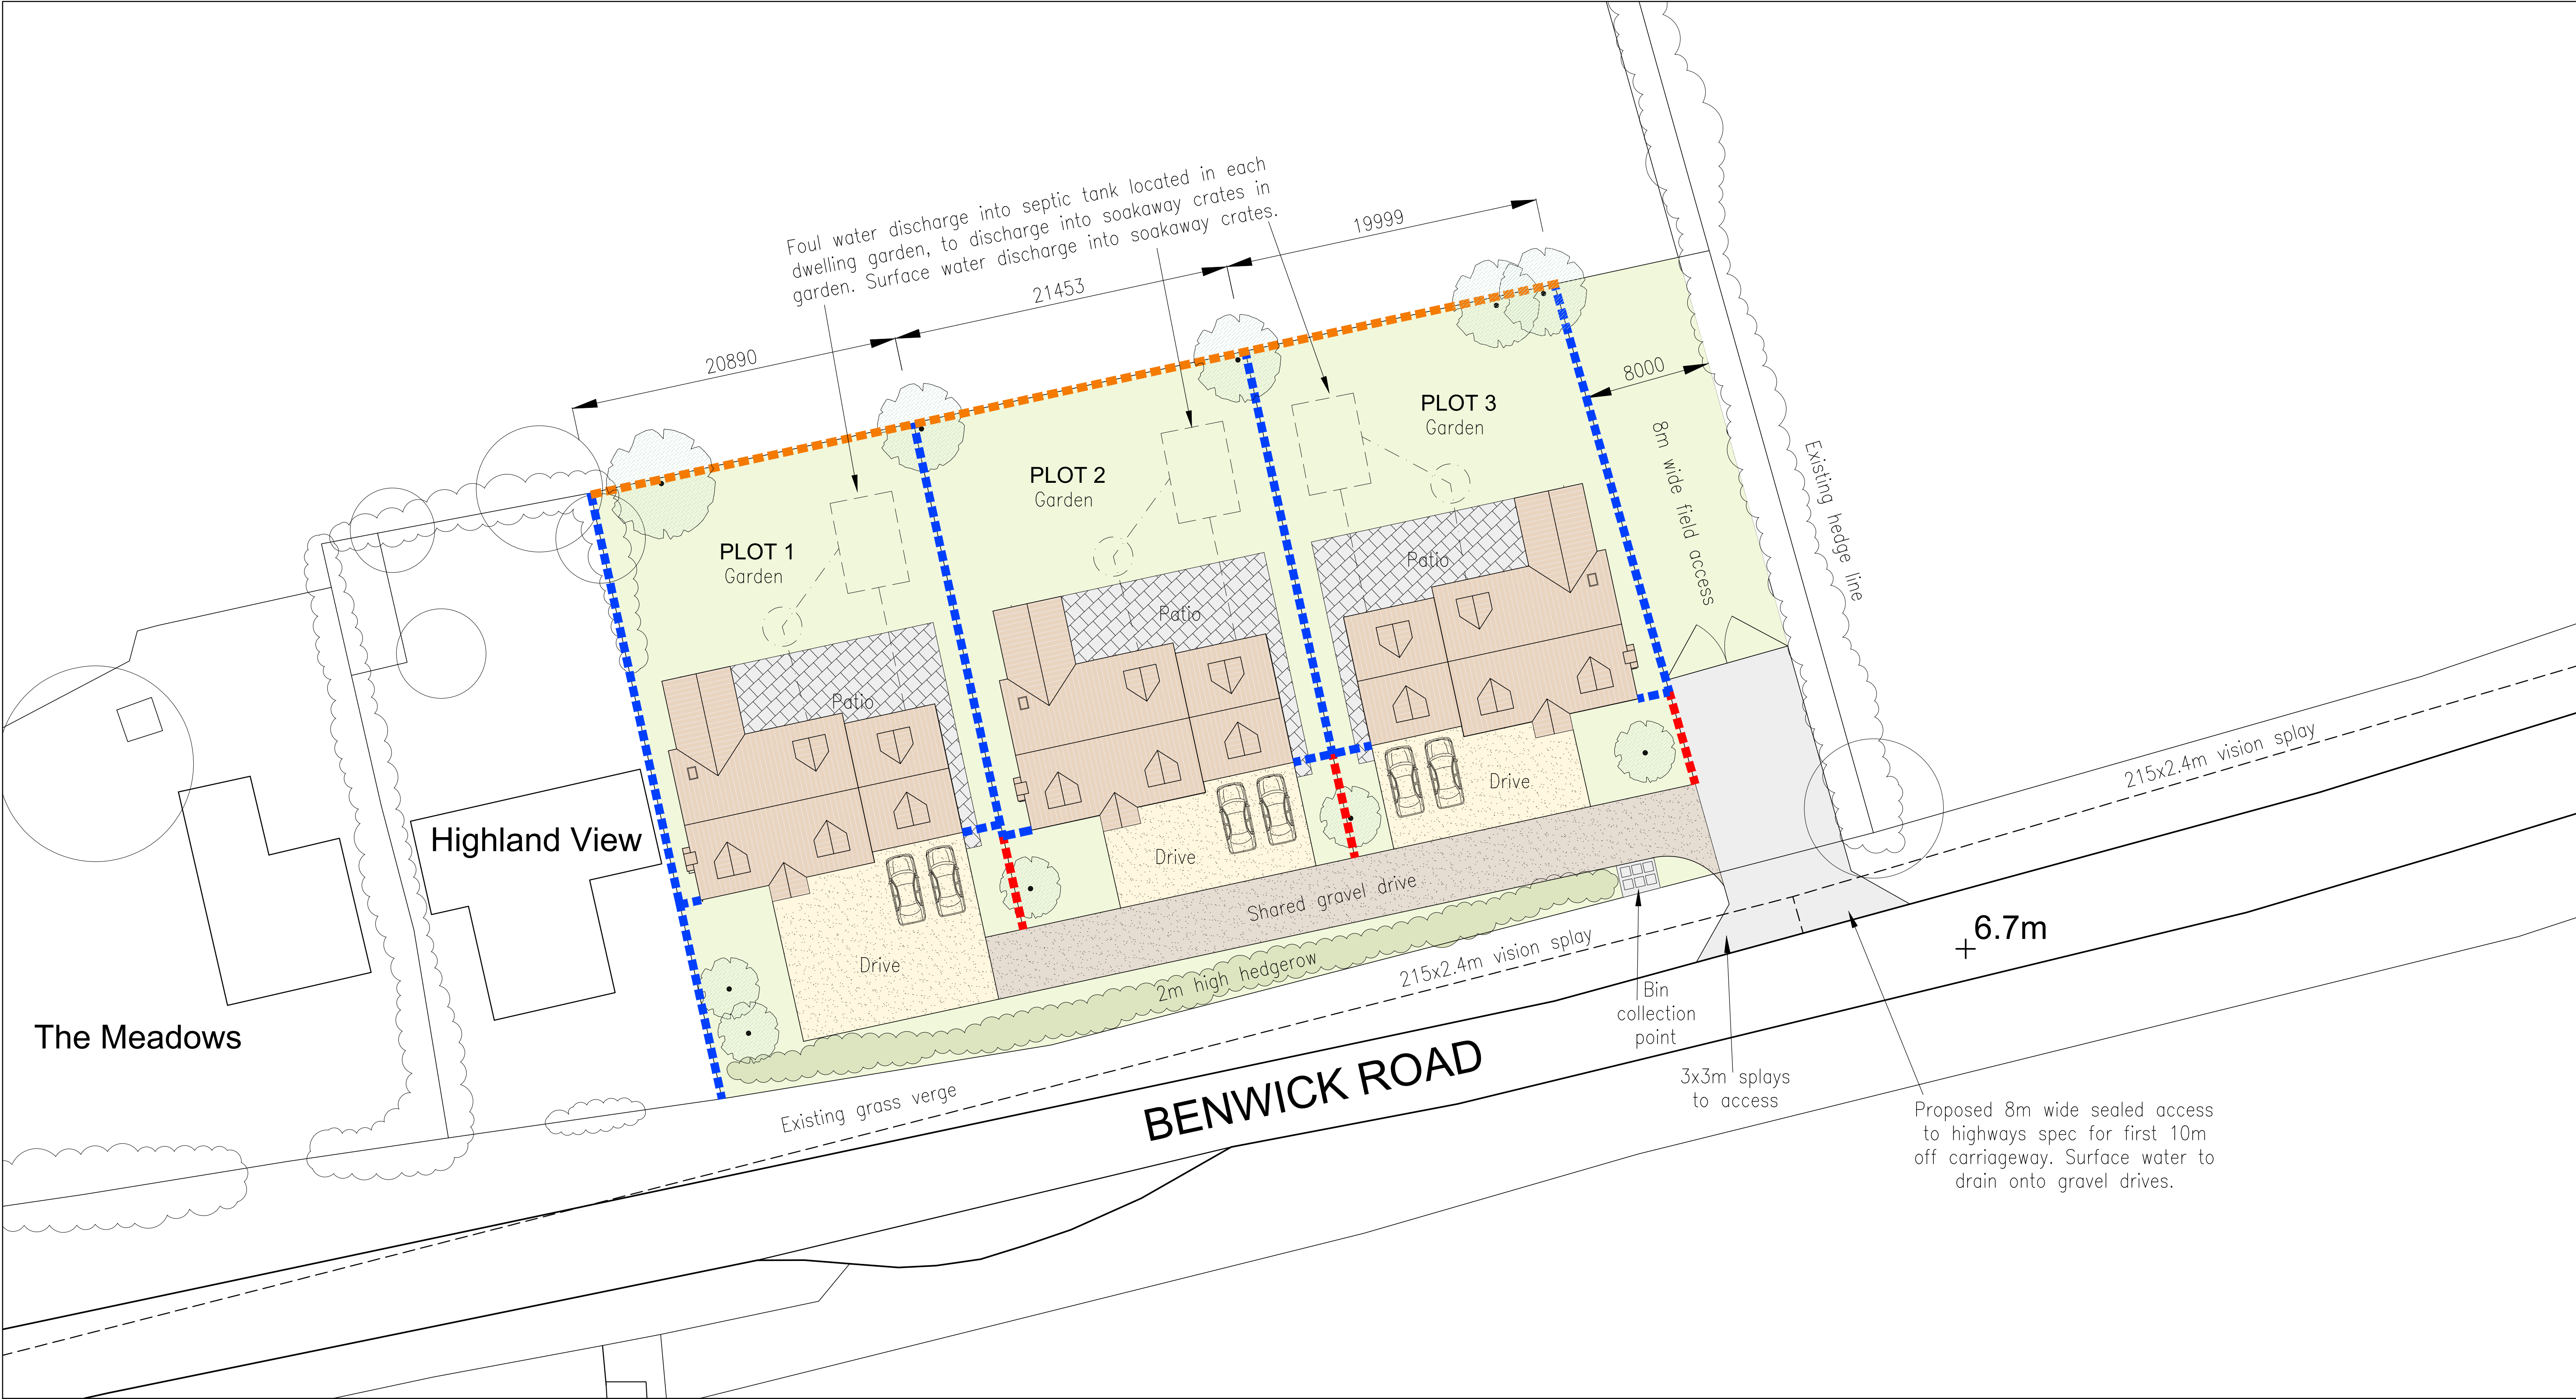 Foul water discharge into septic tank located in each
dwelling garden, to discharge into soakaway crates in
garden. Surface water discharge into soakaway crates.
19999
21453
20890
8000
PLOT 3
Garden
PLOT 2
Garden
PLOT 1
Garden
8m wide field access
Existing hedge line
Patio
Patio
Patio
Highland View
The Meadows
Drive
Drive
Drive
Shared gravel drive
2m high hedgerow
215x2.4m vision splay
215x2.4m vision splay
6.7m
Existing grass verge
BENWICK ROAD
Bin
collection
point
3x3m splays
to access
Proposed 8m wide sealed access
to highways spec for first 10m
off carriageway. Surface water to
drain onto gravel drives.